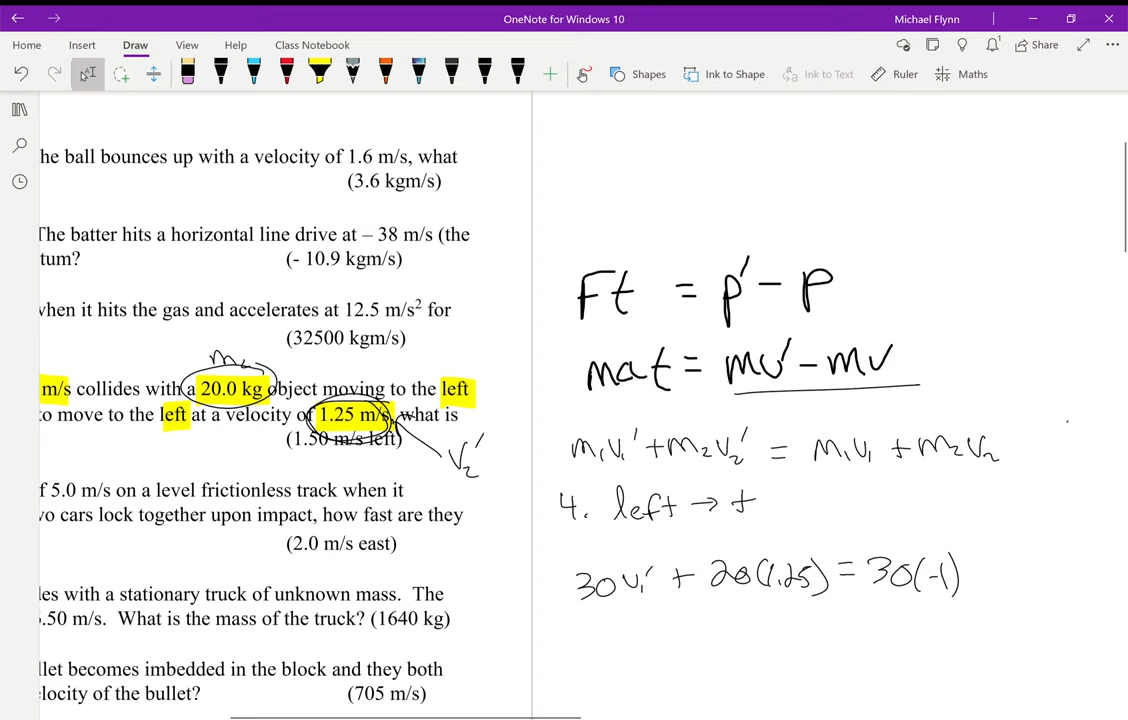 OneNote for Windows 10
Michael Flynn
Home Insert Draw View Help Class Notebook
Share
Shapes Ink to Shape Ink to Text Ruler Maths
he ball bounces up with a velocity of 1.6 m/s, what
(3.6 kgm/s)
The batter hits a horizontal line drive at – 38 m/s (the
tum? (- 10.9 kgm/s)
when it hits the gas and accelerates at 12.5 m/s² for
(32500 kgm/s)
m/s collides with a 20.0 kg object moving to the left
to move to the left at a velocity of 1.25 m/s, what is
(1.50 m/s left)
V₂'
f 5.0 m/s on a level frictionless track when it
vo cars lock together upon impact, how fast are they
(2.0 m/s east)
les with a stationary truck of unknown mass. The
.50 m/s. What is the mass of the truck? (1640 kg)
llet becomes imbedded in the block and they both
locity of the bullet? (705 m/s)
Ft = p' - p
mat = mv' - mv
m₁v₁' + m₂v₂' = m₁v₁ + m₂v₂
4. left → +
30v₁' + 20(1.25) = 30(-1)